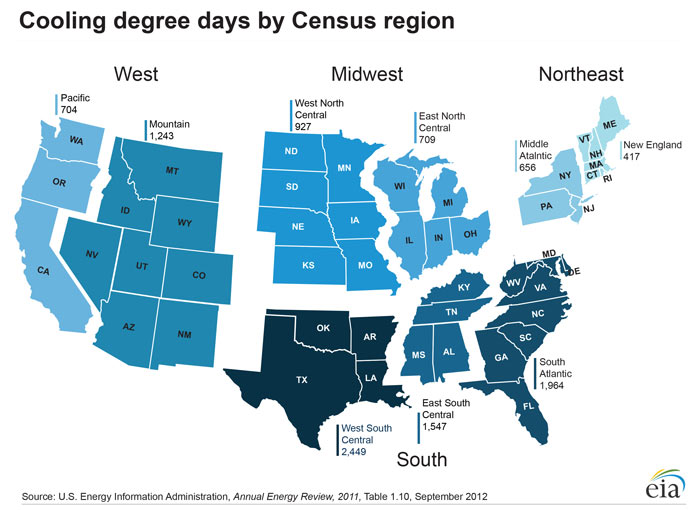 Cooling degree days by Census region
West
Midwest
Northeast
Pacific
704
Mountain
1,243
West North
Central
927
East North
Central
709
Middle
Atalntic
656
New England
417
WA
OR
CA
MT
ID
WY
NV
UT
CO
AZ
NM
ND
SD
NE
KS
MN
IA
MO
WI
MI
IL
IN
OH
ME
VT
NH
MA
CT
RI
NY
PA
NJ
MD
DE
WV
VA
NC
SC
GA
FL
KY
TN
MS
AL
OK
AR
TX
LA
South
Atlantic
1,964
East South
Central
1,547
West South
Central
2,449
South
eia
Source: U.S. Energy Information Administration, Annual Energy Review, 2011, Table 1.10, September 2012